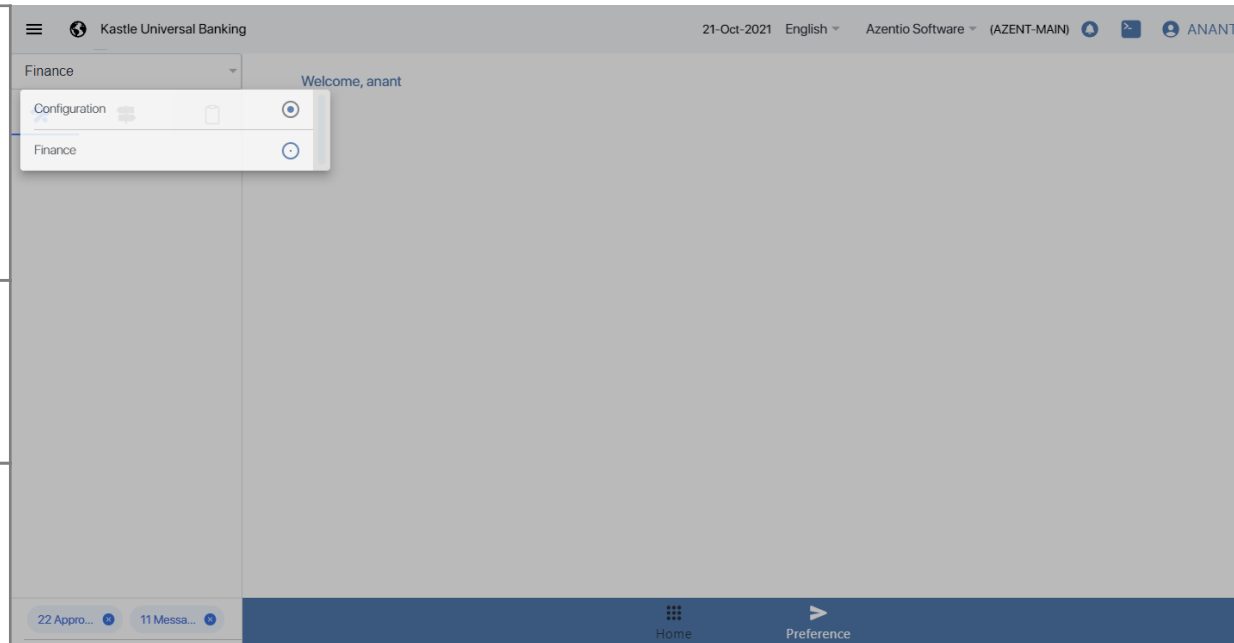 Kastle Universal Banking 21-Oct-2021 English Azentio Software (AZENT-MAIN) ANANT
Finance
Welcome, anant
Configuration
Finance
22 Appro... 11 Messa...
Home Preference